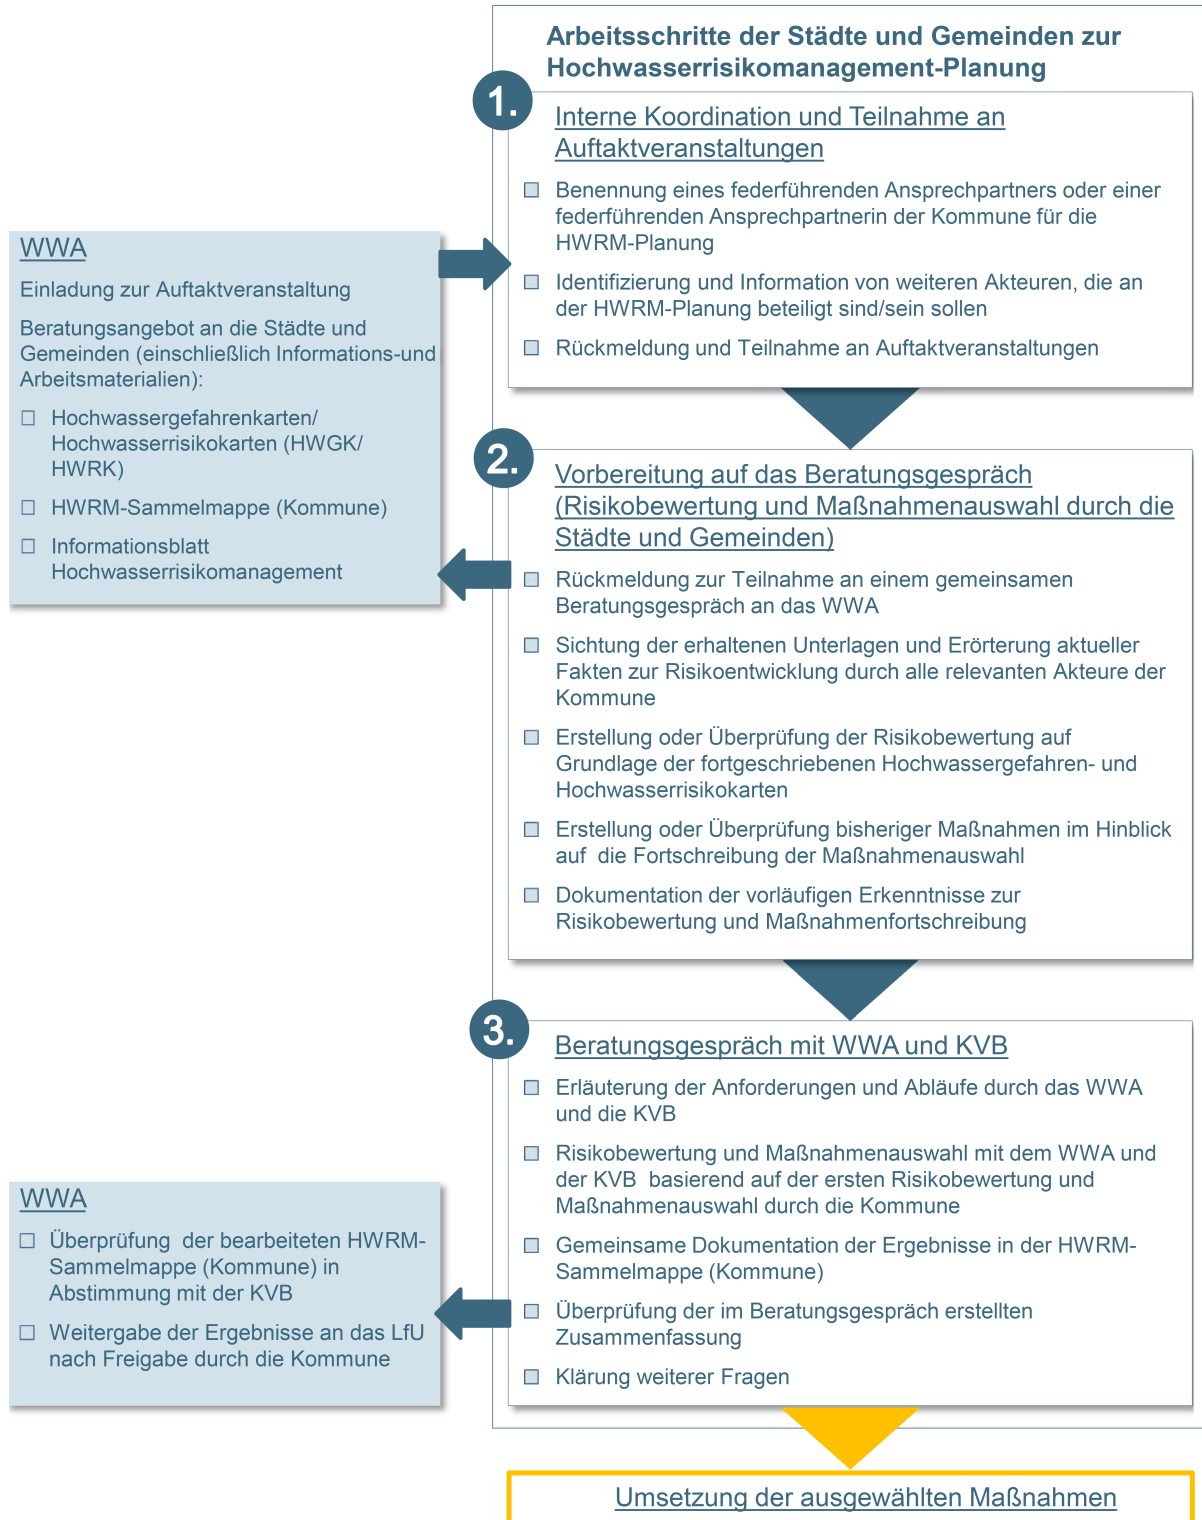 Arbeitsschritte der Städte und Gemeinden zur
Hochwasserrisikomanagement-Planung
1.
Interne Koordination und Teilnahme an
Auftaktveranstaltungen
Benennung eines federführenden Ansprechpartners oder einer
federführenden Ansprechpartnerin der Kommune für die
HWRM-Planung
Identifizierung und Information von weiteren Akteuren, die an
der HWRM-Planung beteiligt sind/sein sollen
Rückmeldung und Teilnahme an Auftaktveranstaltungen
WWA
Einladung zur Auftaktveranstaltung
Beratungsangebot an die Städte und
Gemeinden (einschließlich Informations-und
Arbeitsmaterialien):
Hochwassergefahrenkarten/
Hochwasserrisikokarten (HWGK/
HWRK)
HWRM-Sammelmappe (Kommune)
Informationsblatt
Hochwasserrisikomanagement
2.
Vorbereitung auf das Beratungsgespräch
(Risikobewertung und Maßnahmenauswahl durch die
Städte und Gemeinden)
Rückmeldung zur Teilnahme an einem gemeinsamen
Beratungsgespräch an das WWA
Sichtung der erhaltenen Unterlagen und Erörterung aktueller
Fakten zur Risikoentwicklung durch alle relevanten Akteure der
Kommune
Erstellung oder Überprüfung der Risikobewertung auf
Grundlage der fortgeschriebenen Hochwassergefahren- und
Hochwasserrisikokarten
Erstellung oder Überprüfung bisheriger Maßnahmen im Hinblick
auf die Fortschreibung der Maßnahmenauswahl
Dokumentation der vorläufigen Erkenntnisse zur
Risikobewertung und Maßnahmenfortschreibung
3.
Beratungsgespräch mit WWA und KVB
Erläuterung der Anforderungen und Abläufe durch das WWA
und die KVB
Risikobewertung und Maßnahmenauswahl mit dem WWA und
der KVB basierend auf der ersten Risikobewertung und
Maßnahmenauswahl durch die Kommune
Gemeinsame Dokumentation der Ergebnisse in der HWRM-
Sammelmappe (Kommune)
Überprüfung der im Beratungsgespräch erstellten
Zusammenfassung
Klärung weiterer Fragen
WWA
Überprüfung der bearbeiteten HWRM-
Sammelmappe (Kommune) in
Abstimmung mit der KVB
Weitergabe der Ergebnisse an das LfU
nach Freigabe durch die Kommune
Umsetzung der ausgewählten Maßnahmen